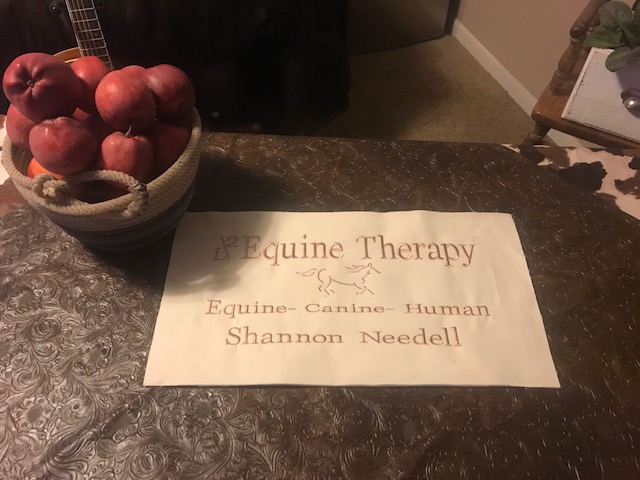 Equine Therapy
Equine- Canine- Human
Shannon Needell